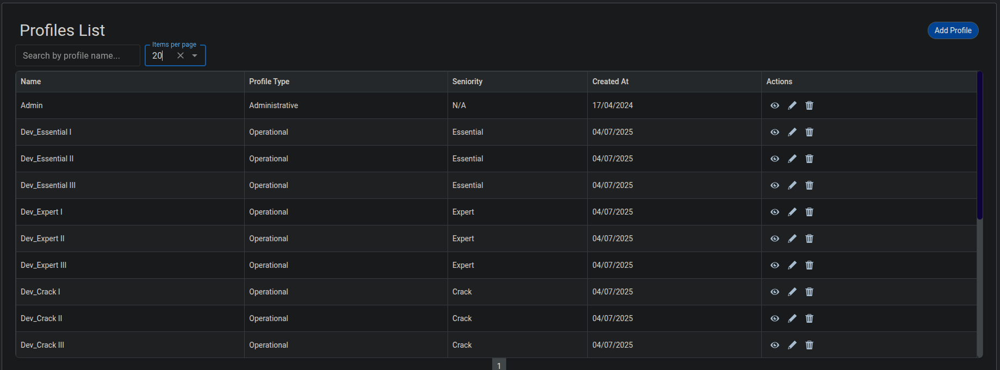 Profiles List
Add Profile
Items per page
Search by profile name...
20
Name Profile Type Seniority Created At Actions
Admin Administrative N/A 17/04/2024
Dev_Essential I Operational Essential 04/07/2025
Dev_Essential II Operational Essential 04/07/2025
Dev_Essential III Operational Essential 04/07/2025
Dev_Expert I Operational Expert 04/07/2025
Dev_Expert II Operational Expert 04/07/2025
Dev_Expert III Operational Expert 04/07/2025
Dev_Crack I Operational Crack 04/07/2025
Dev_Crack II Operational Crack 04/07/2025
Dev_Crack III Operational Crack 04/07/2025
1